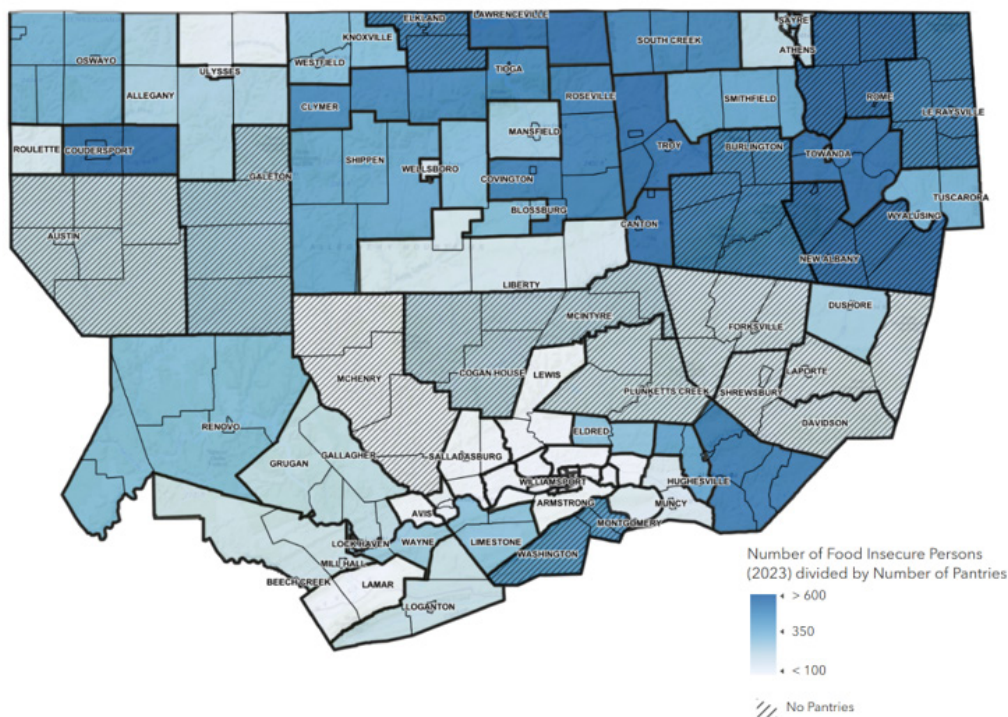 ELKLAND
LAWRENCEVILLE
SAYRE
KNOXVILLE
SOUTH CREEK
ATHENS
OSWAYO
WESTFIELD
TIOGA
ULYSSES
ALLEGANY
CLYMER
ROSEVILLE
SMITHFIELD
ROME
LE RAYSVILLE
MANSFIELD
ROULETTE
COUDERSPORT
SHIPPEN
TROY
BURLINGTON
TOWANDA
GALETON
WELLSBORO
COVINGTON
BLOSSBURG
CANTON
TUSCARORA
WYALUSING
AUSTIN
NEW ALBANY
LIBERTY
DUSHORE
MCINTYRE
FORKSVILLE
MCHENRY
COGAN HOUSE
LEWIS
LAPORTE
PLUNKETTS CREEK
SHREWSBURY
DAVIDSON
RENOVO
ELDRED
GRUGAN
GALLAGHER
SALLADASBURG
WILLIAMSPORT
HUGHESVILLE
AVIS
ARMSTRONG
MUNCY
LOCK HAVEN
WAYNE
LIMESTONE
MONTGOMERY
WASHINGTON
MILL HALL
BEECH CREEK
LAMAR
LOGANTON
Number of Food Insecure Persons
(2023) divided by Number of Pantries
> 600
350
< 100
No Pantries